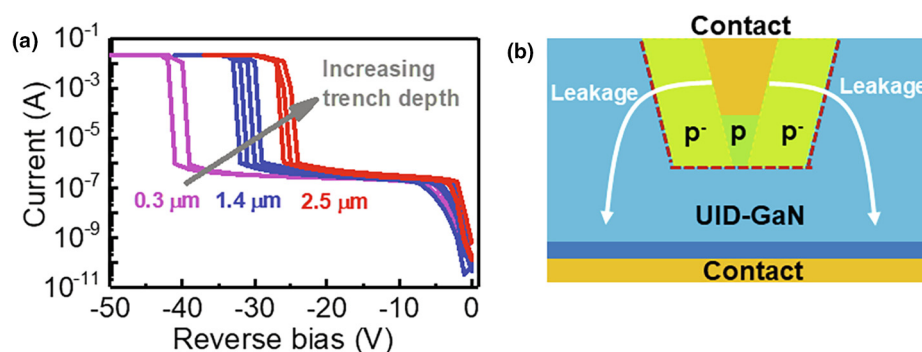 (a)
Current (A)
10⁻¹
10⁻³
10⁻⁵
10⁻⁷
10⁻⁹
10⁻¹¹
Increasing
trench depth
0.3 μm 1.4 μm 2.5 μm
-50 -40 -30 -20 -10 0
Reverse bias (V)
(b)
Contact
Leakage Leakage
p⁻ p p⁻
UID-GaN
Contact